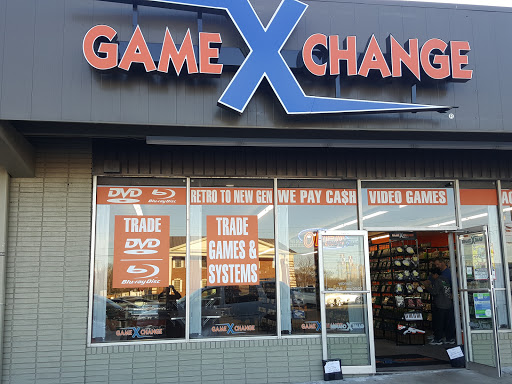 GAME X CHANGE
®
DVD Blu-ray Disc
RETRO TO NEW GEN
WE PAY CA$H
VIDEO GAMES
TRADE
DVD
Blu-ray Disc
TRADE
GAMES &
SYSTEMS
GAME X CHANGE
GAME X CHANGE